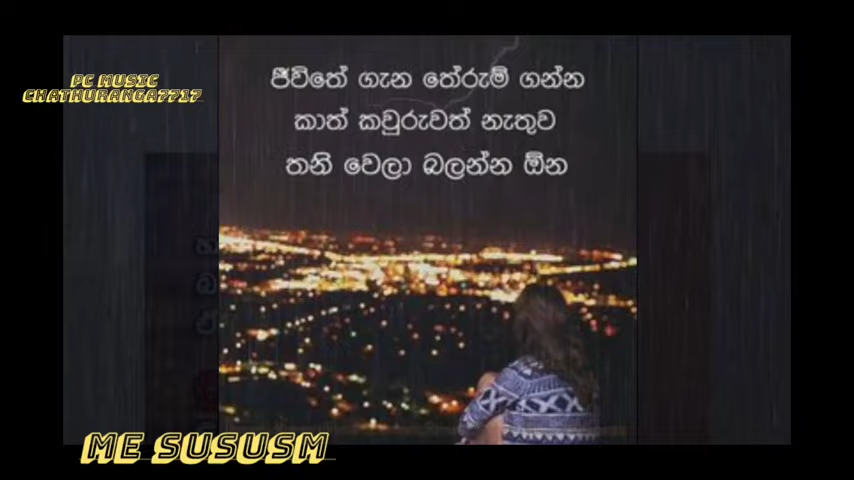 ජීවිතේ ගැන තේරුම් ගන්න
කාත් කවුරුවත් නැතුව
තනි වෙලා බලන්න ඕන
PC MUSIC
CHATHURANGA7717
ME SUSUSM